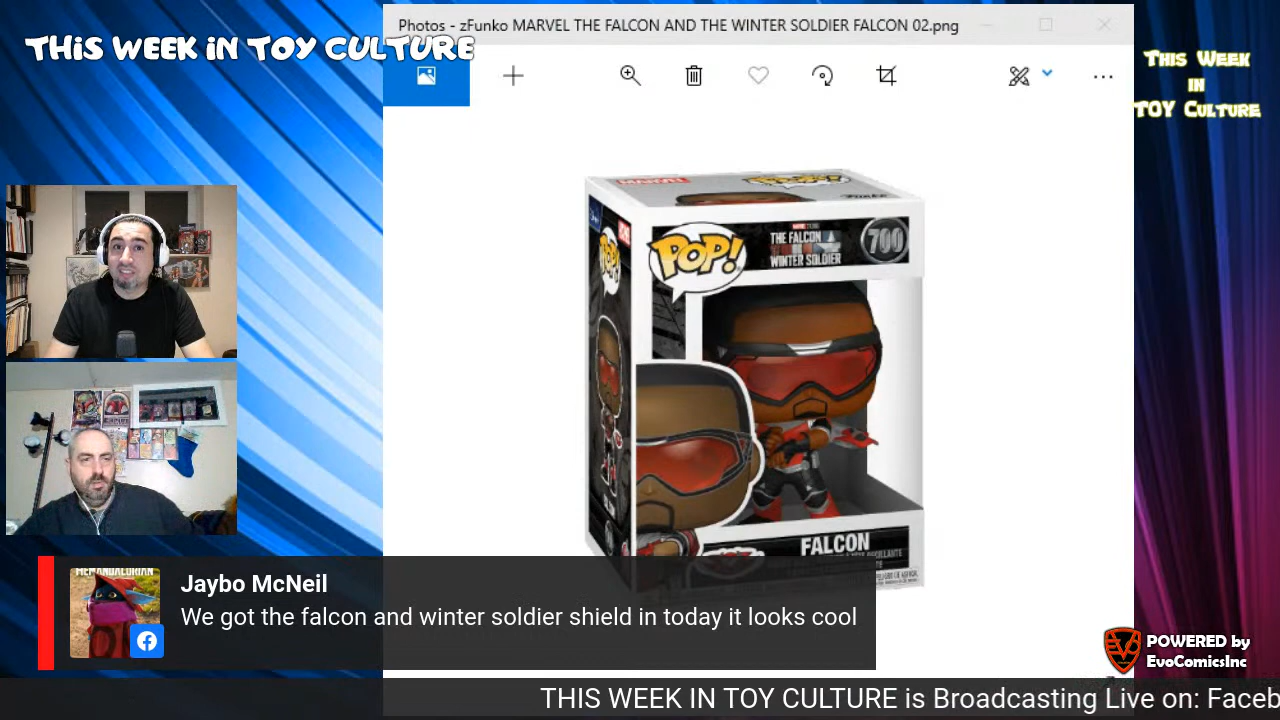 THiS WEEK iN TOY CULTURE
Photos - zFunko MARVEL THE FALCON AND THE WINTER SOLDIER FALCON 02.png
This Week
in
TOY Culture
MARVEL
POP!
Funko
POP!
THE FALCON
WINTER SOLDIER
700
FALCON
Jaybo McNeil
We got the falcon and winter soldier shield in today it looks cool
POWERED by
EvoComicsInc
THIS WEEK IN TOY CULTURE is Broadcasting Live on: Faceb